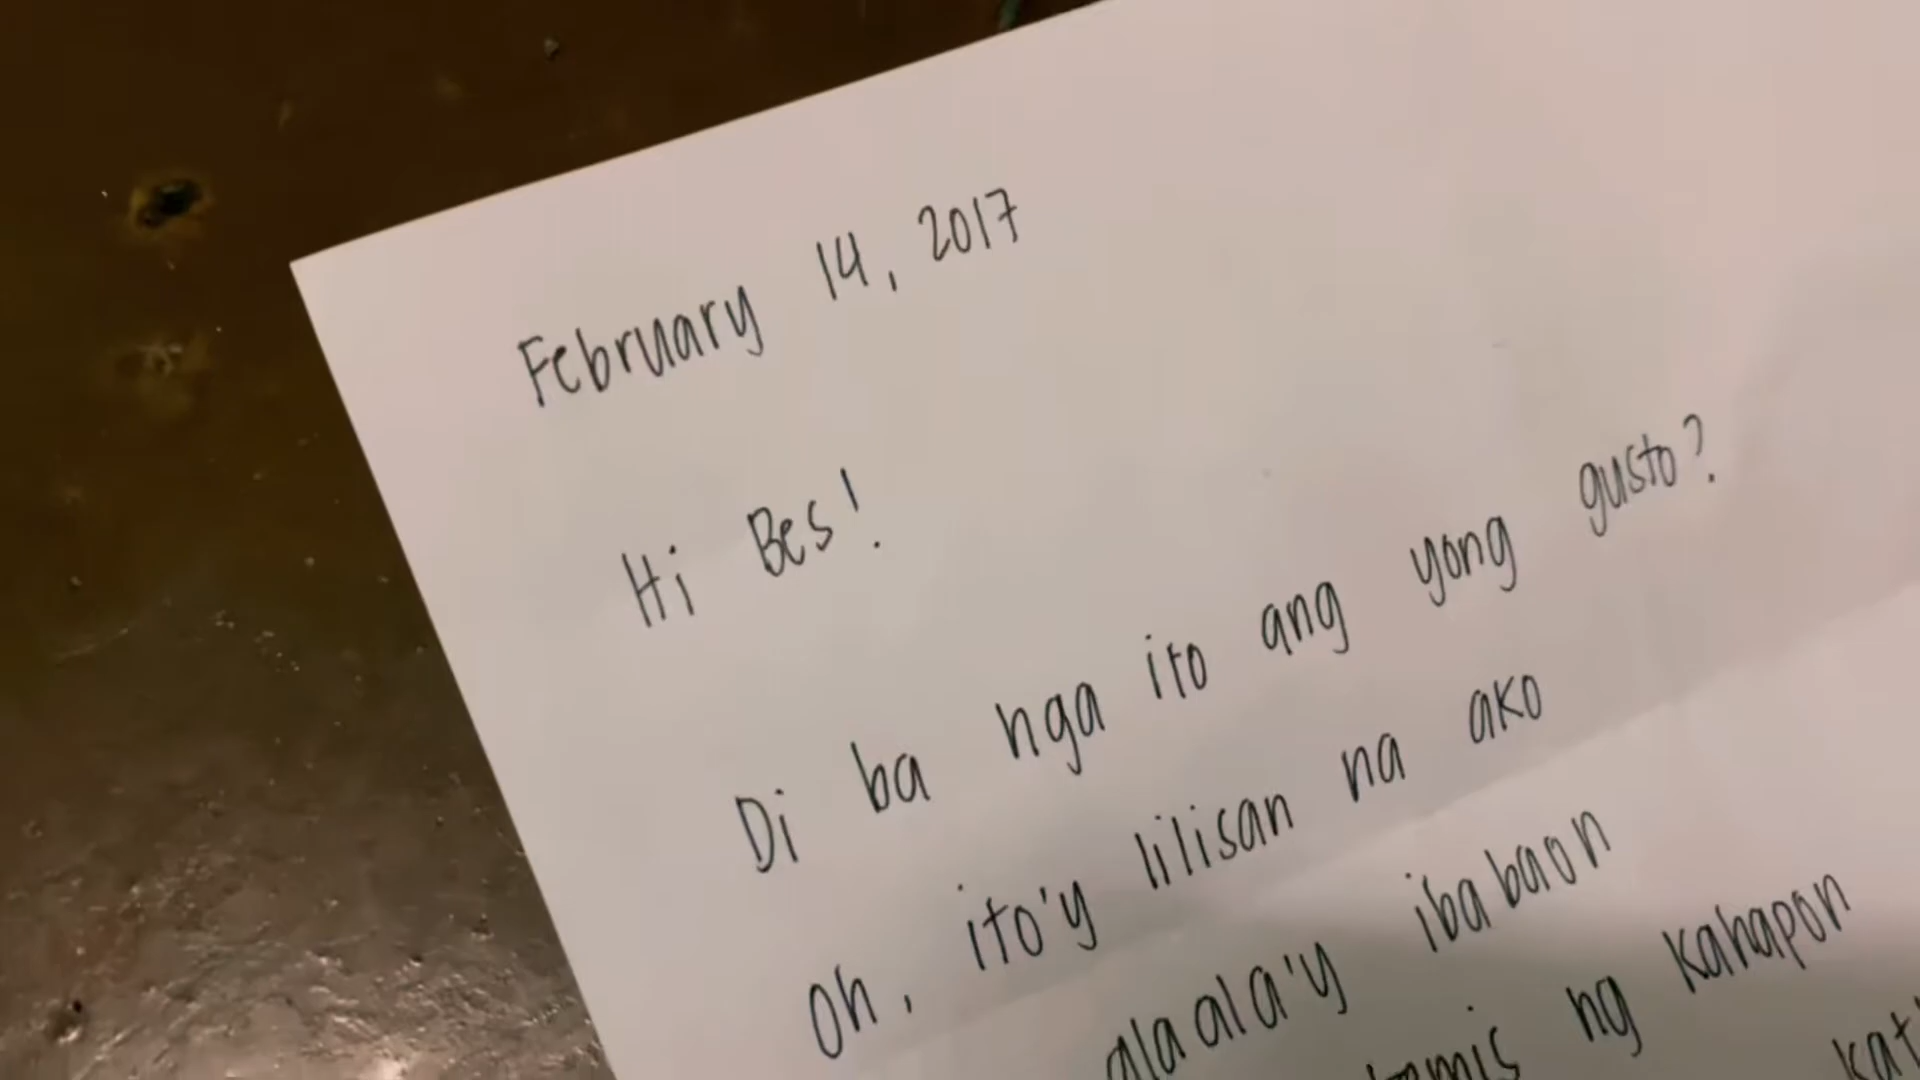 February 14, 2017
Hi Bes!
Di ba nga ito ang yong gusto?
Oh, ito'y lilisan na ako
alaala'y ibabaon
ng kahapon